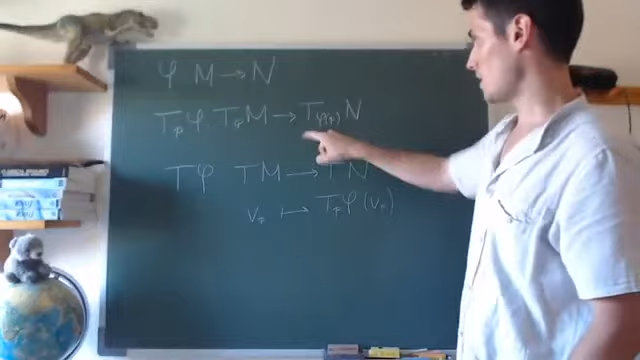 φ M → N
T_p φ T_p M → T_φ(p) N
Tφ TM → TN
v_p ↦ T_p φ (v_p)